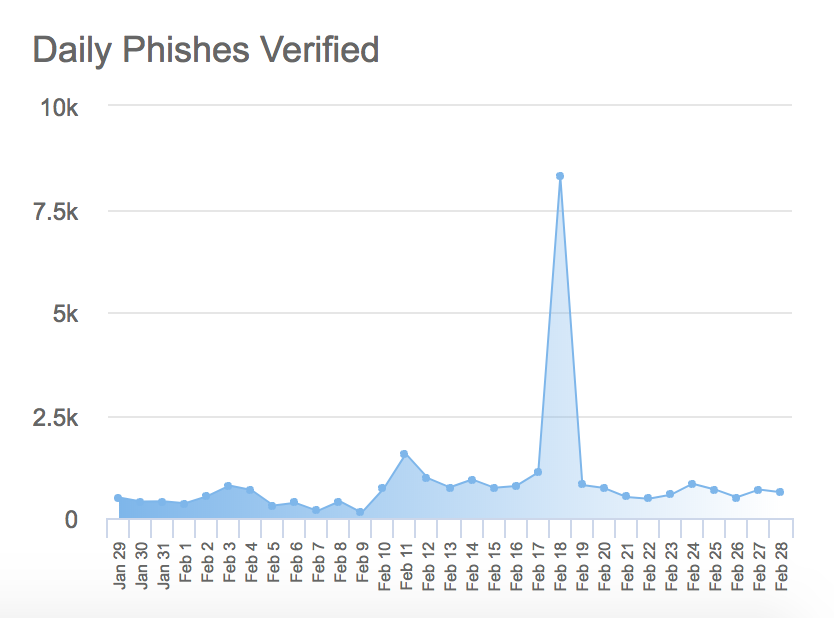 Daily Phishes Verified
10k
7.5k
5k
2.5k
0
Jan 29
Jan 30
Jan 31
Feb 1
Feb 2
Feb 3
Feb 4
Feb 5
Feb 6
Feb 7
Feb 8
Feb 9
Feb 10
Feb 11
Feb 12
Feb 13
Feb 14
Feb 15
Feb 16
Feb 17
Feb 18
Feb 19
Feb 20
Feb 21
Feb 22
Feb 23
Feb 24
Feb 25
Feb 26
Feb 27
Feb 28